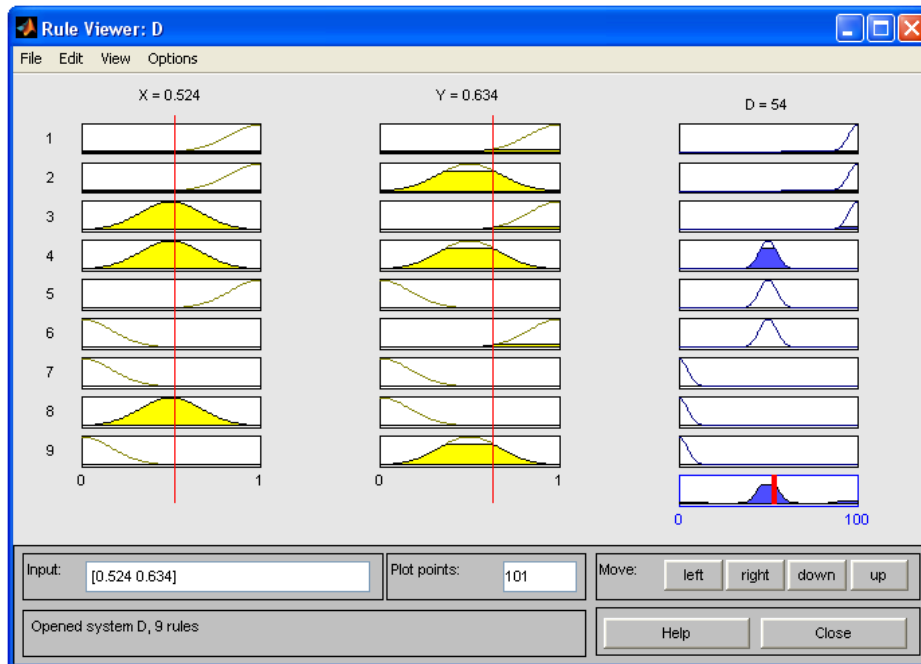 Rule Viewer: D
File Edit View Options
X = 0.524 Y = 0.634 D = 54
1
2
3
4
5
6
7
8
9
0 1 0 1
0 100
Input: [0.524 0.634] Plot points: 101 Move: left right down up
Opened system D, 9 rules Help Close